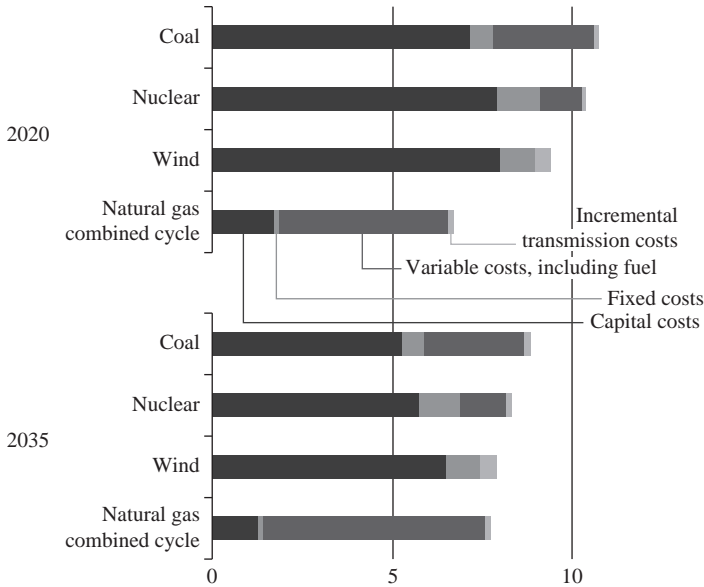 Coal
Nuclear
2020
Wind
Natural gas
combined cycle
Incremental
transmission costs
Variable costs, including fuel
Fixed costs
Capital costs
Coal
Nuclear
2035
Wind
Natural gas
combined cycle
0 5 10